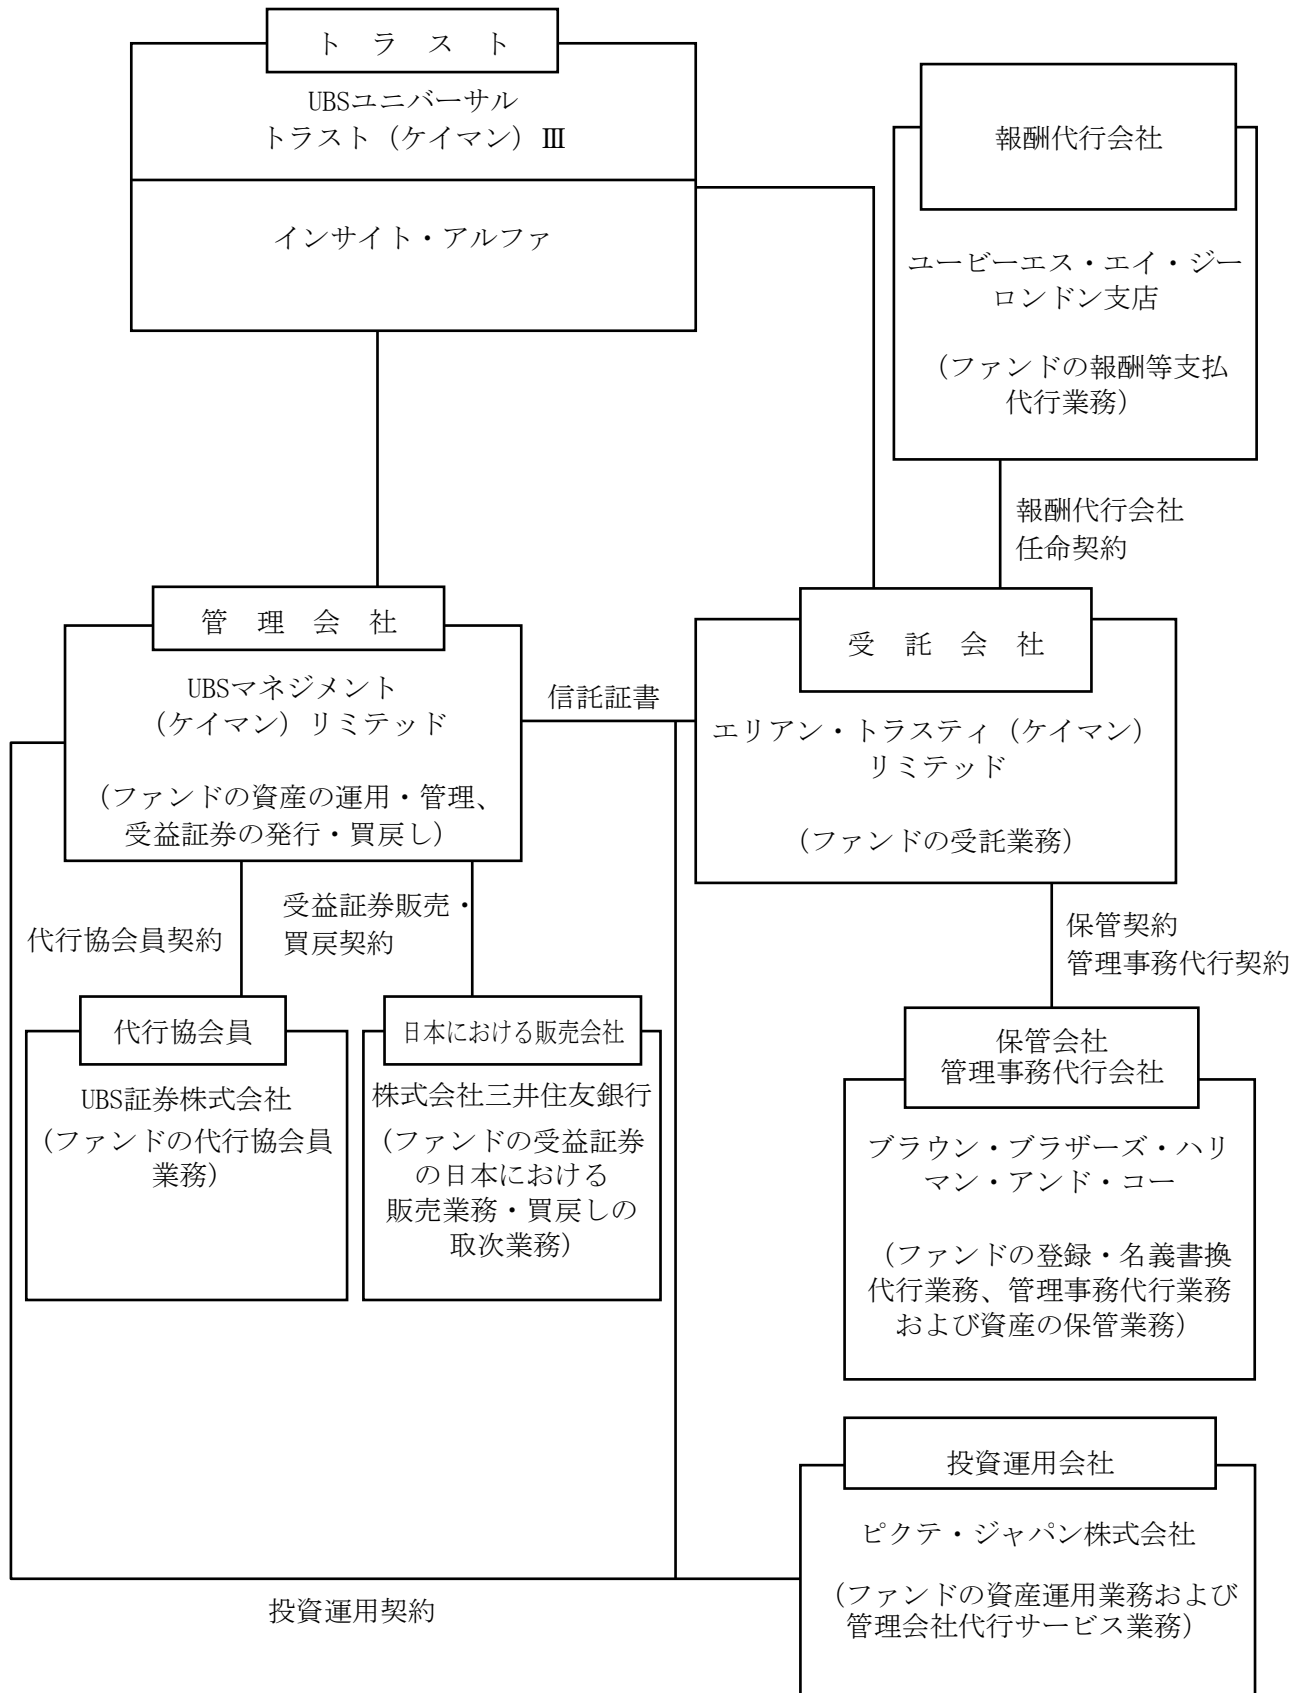 トラスト
UBSユニバーサル
トラスト（ケイマン）Ⅲ
インサイト・アルファ
報酬代行会社
ユービーエス・エイ・ジー
ロンドン支店
（ファンドの報酬等支払
代行業務）
報酬代行会社
任命契約
管理会社
UBSマネジメント
（ケイマン）リミテッド
（ファンドの資産の運用・管理、
受益証券の発行・買戻し）
信託証書
受託会社
エリアン・トラスティ（ケイマン）
リミテッド
（ファンドの受託業務）
代行協会員契約
受益証券販売・
買戻契約
保管契約
管理事務代行契約
代行協会員
UBS証券株式会社
（ファンドの代行協会員
業務）
日本における販売会社
株式会社三井住友銀行
（ファンドの受益証券
の日本における
販売業務・買戻しの
取次業務）
保管会社
管理事務代行会社
ブラウン・ブラザーズ・ハリ
マン・アンド・コー
（ファンドの登録・名義書換
代行業務、管理事務代行業務
および資産の保管業務）
投資運用会社
ピクテ・ジャパン株式会社
（ファンドの資産運用業務および
管理会社代行サービス業務）
投資運用契約